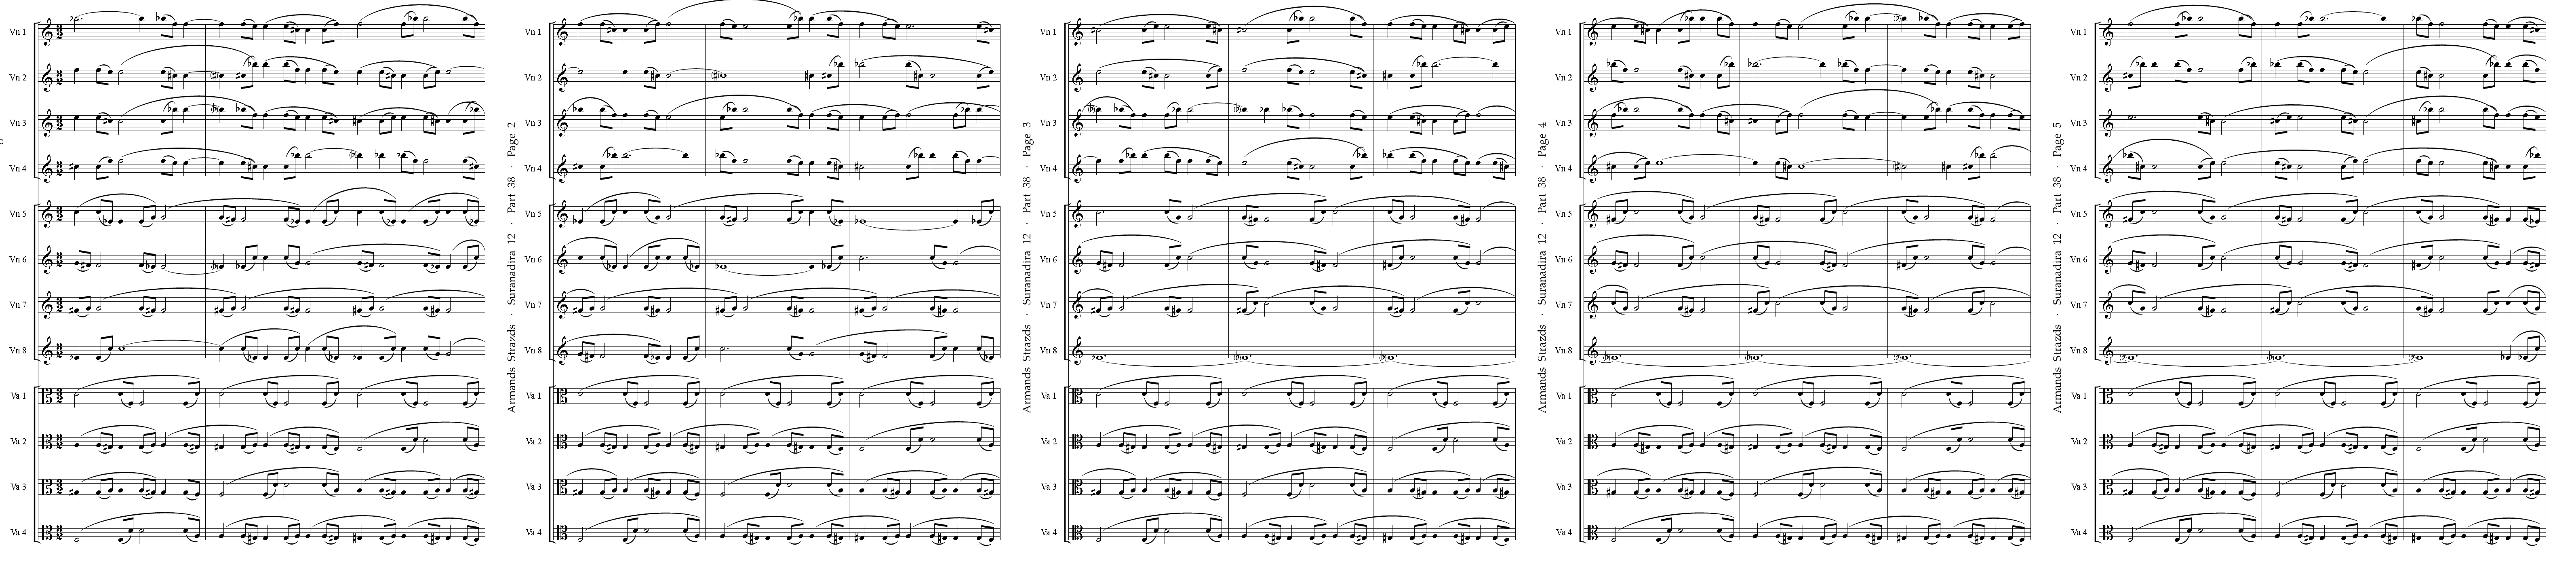 Vn 1
Vn 2
Vn 3
Vn 4
Vn 5
Vn 6
Vn 7
Vn 8
Va 1
Va 2
Va 3
Va 4
Armands Strazds · Suranadira 12 · Part 38 · Page 2
Vn 1
Vn 2
Vn 3
Vn 4
Vn 5
Vn 6
Vn 7
Vn 8
Va 1
Va 2
Va 3
Va 4
Armands Strazds · Suranadira 12 · Part 38 · Page 3
Vn 1
Vn 2
Vn 3
Vn 4
Vn 5
Vn 6
Vn 7
Vn 8
Va 1
Va 2
Va 3
Va 4
Armands Strazds · Suranadira 12 · Part 38 · Page 4
Vn 1
Vn 2
Vn 3
Vn 4
Vn 5
Vn 6
Vn 7
Vn 8
Va 1
Va 2
Va 3
Va 4
Armands Strazds · Suranadira 12 · Part 38 · Page 5
Vn 1
Vn 2
Vn 3
Vn 4
Vn 5
Vn 6
Vn 7
Vn 8
Va 1
Va 2
Va 3
Va 4